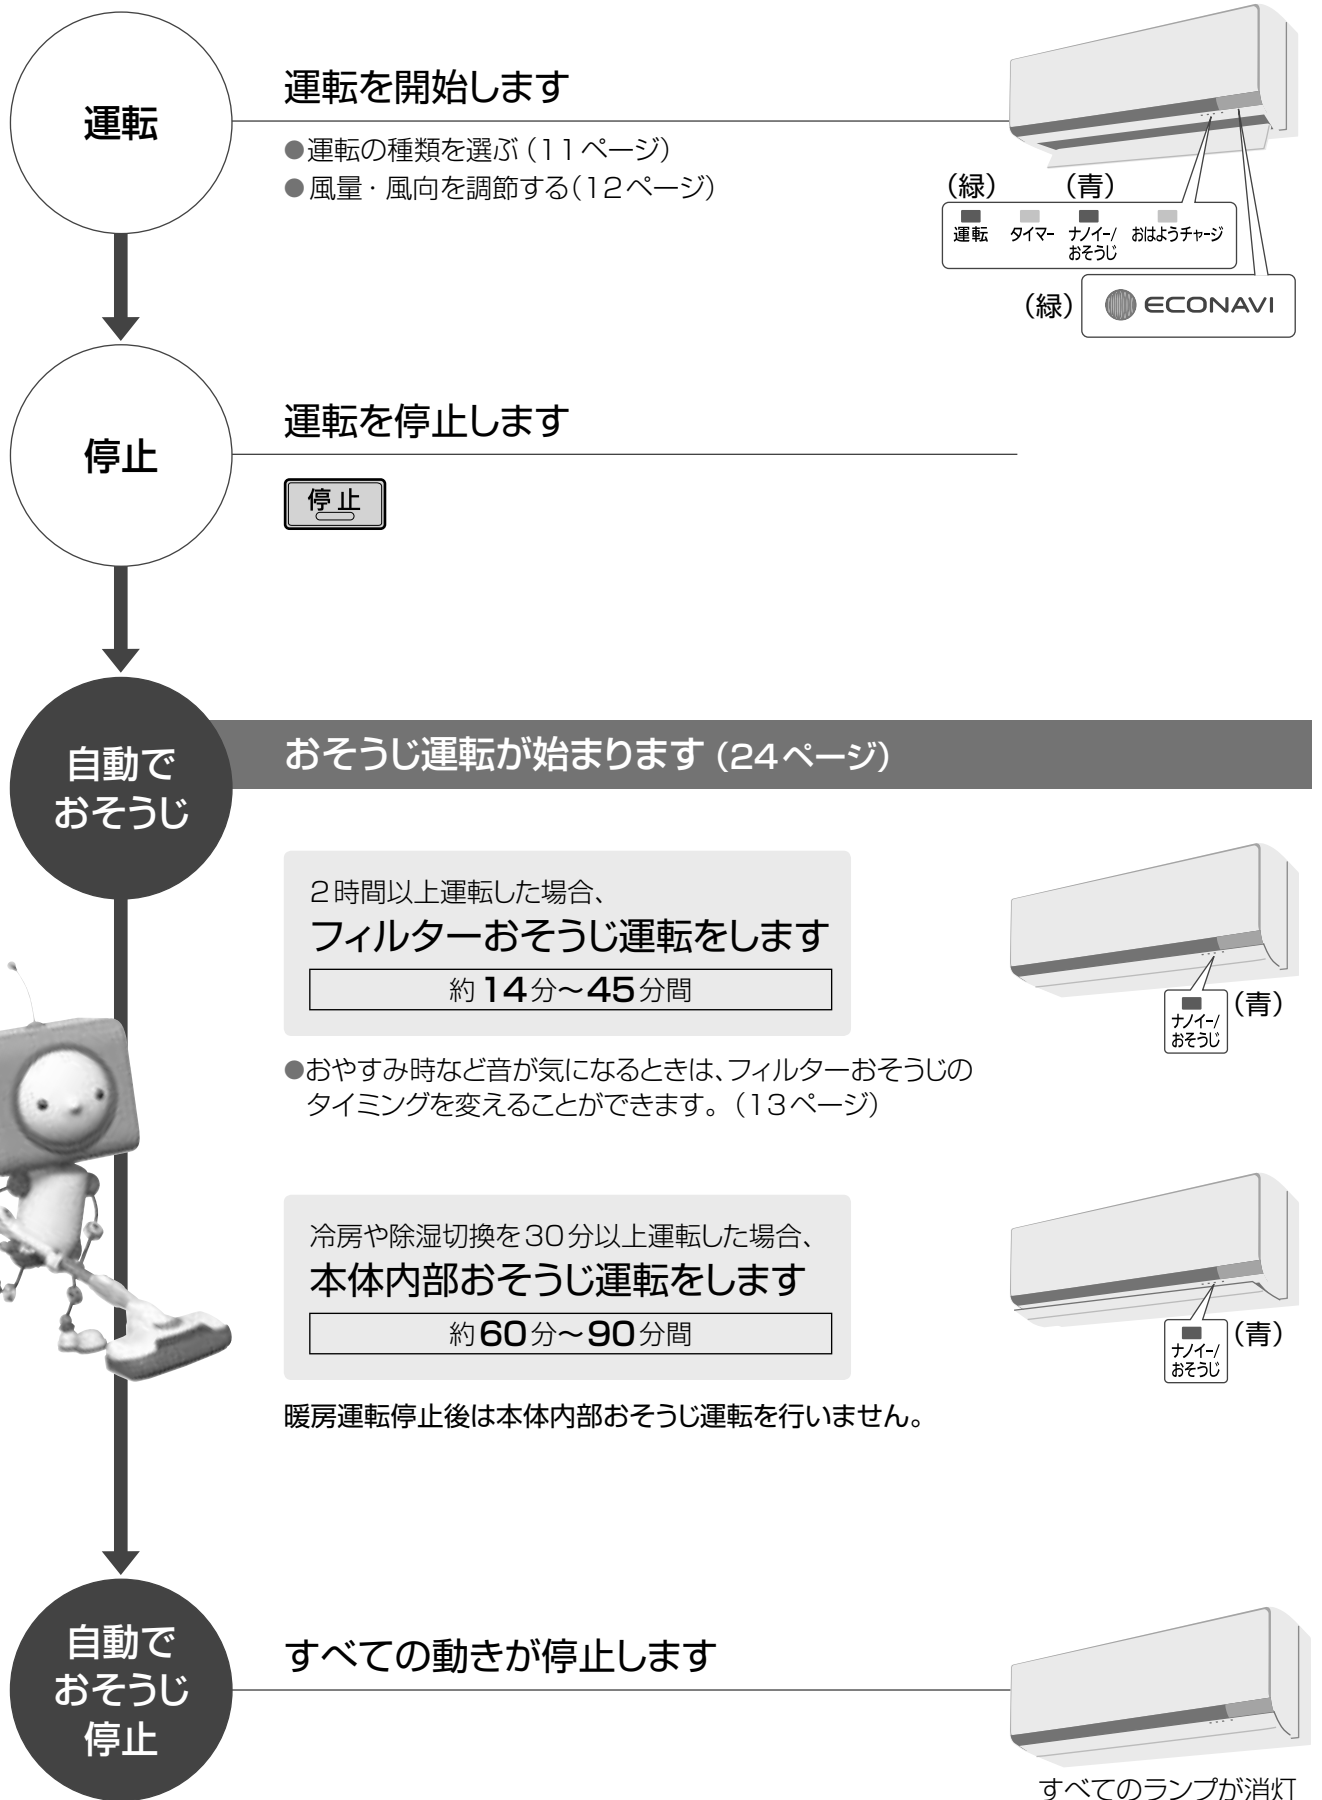 運転
運転を開始します
●運転の種類を選ぶ（11ページ）
●風量・風向を調節する（12ページ）
（緑）　（青）
運転　タイマー　ナノイー/　おはようチャージ
おそうじ
（緑）　ECONAVI
停止
運転を停止します
停止
自動で
おそうじ
おそうじ運転が始まります（24ページ）
2時間以上運転した場合、
フィルターおそうじ運転をします
約14分～45分間
（青）
ナノイー/
おそうじ
●おやすみ時など音が気になるときは、フィルターおそうじの
タイミングを変えることができます。（13ページ）
冷房や除湿切換を30分以上運転した場合、
本体内部おそうじ運転をします
約60分～90分間
（青）
ナノイー/
おそうじ
暖房運転停止後は本体内部おそうじ運転を行いません。
自動で
おそうじ
停止
すべての動きが停止します
すべてのランプが消灯